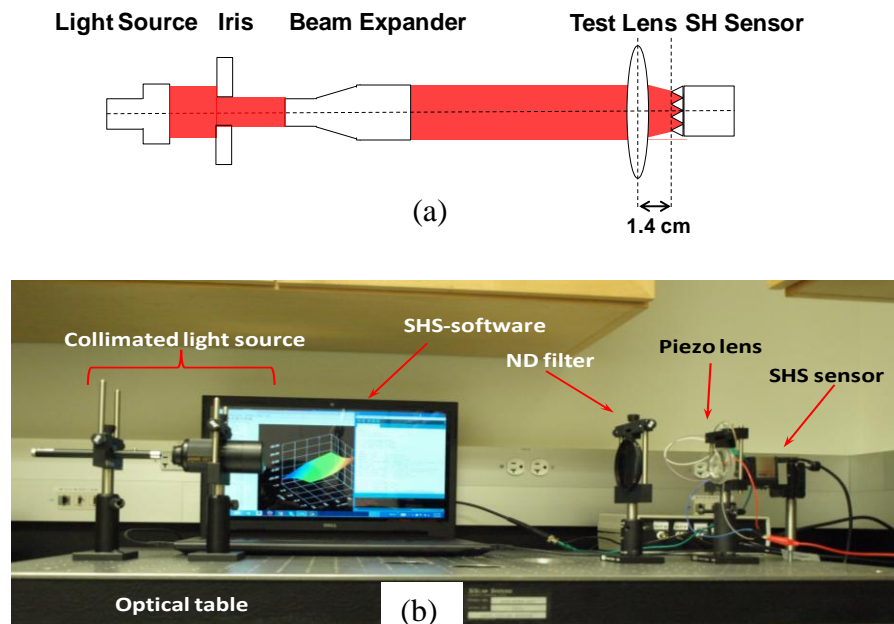 Light Source Iris Beam Expander Test Lens SH Sensor
1.4 cm
(a)
SHS-software
Collimated light source
ND filter
Piezo lens
SHS sensor
DELL
Optical table
(b)